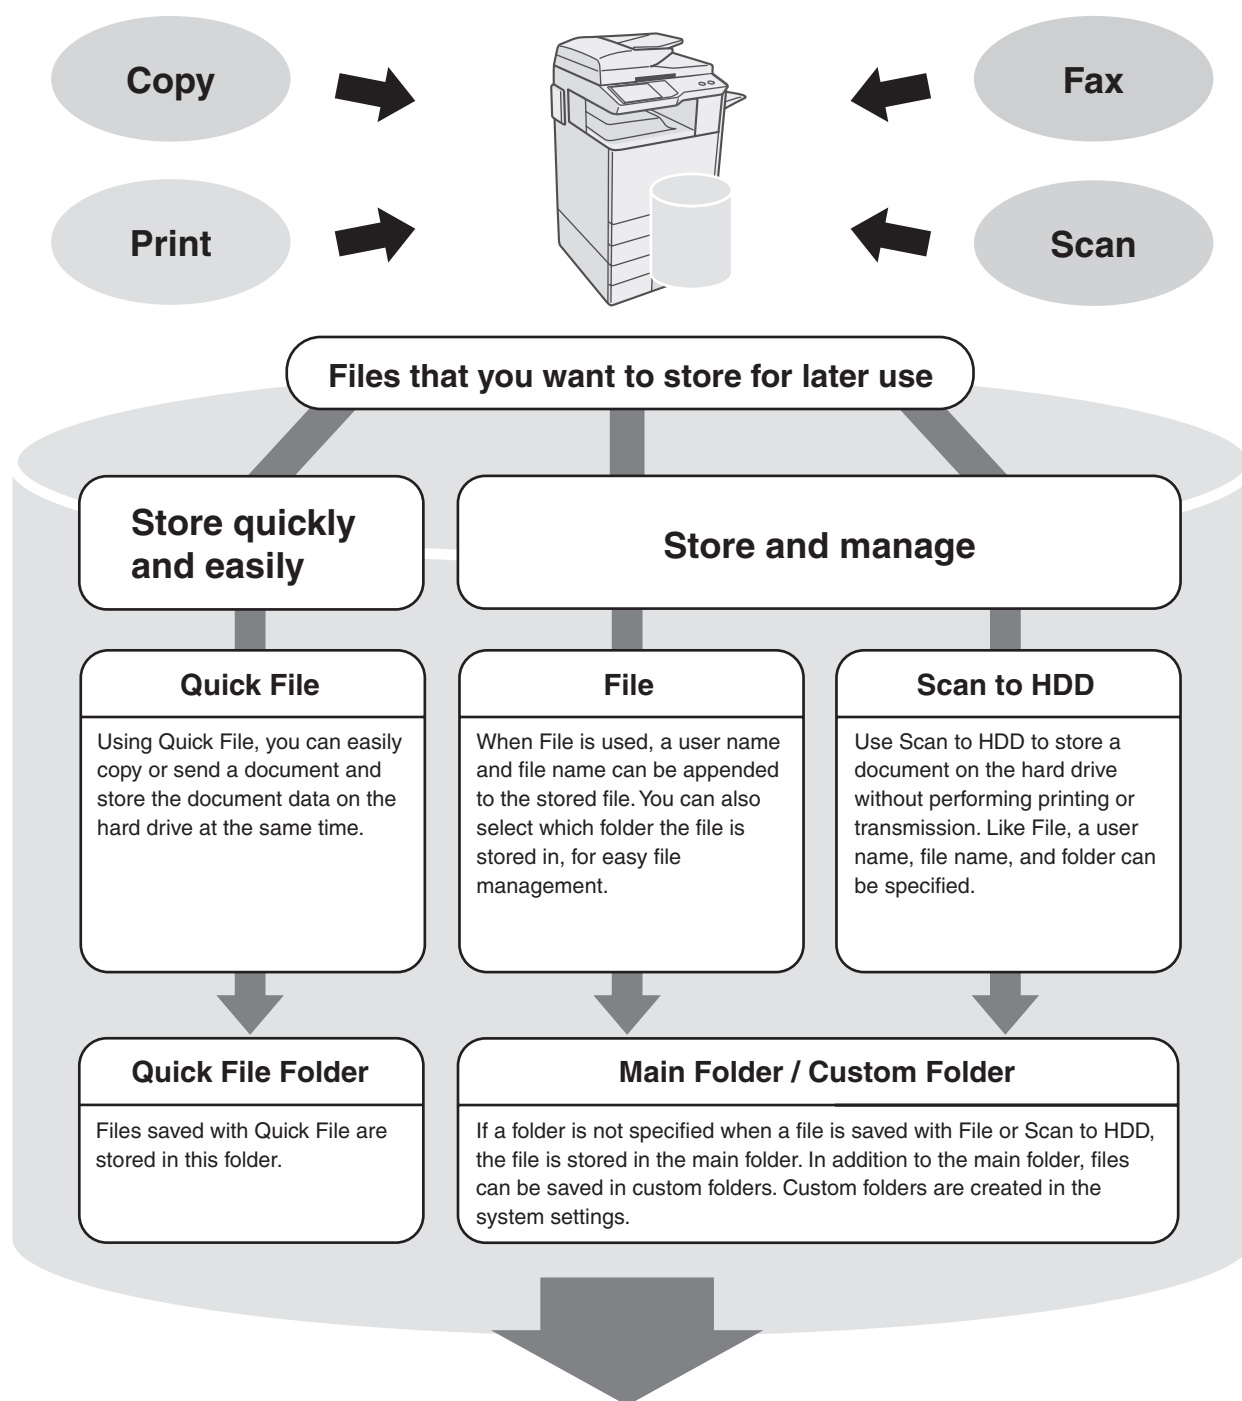 Copy
Fax
Print
Scan
Files that you want to store for later use
Store quickly
and easily
Store and manage
Quick File
Using Quick File, you can easily
copy or send a document and
store the document data on the
hard drive at the same time.
File
When File is used, a user name
and file name can be appended
to the stored file. You can also
select which folder the file is
stored in, for easy file
management.
Scan to HDD
Use Scan to HDD to store a
document on the hard drive
without performing printing or
transmission. Like File, a user
name, file name, and folder can
be specified.
Quick File Folder
Files saved with Quick File are
stored in this folder.
Main Folder / Custom Folder
If a folder is not specified when a file is saved with File or Scan to HDD,
the file is stored in the main folder. In addition to the main folder, files
can be saved in custom folders. Custom folders are created in the
system settings.